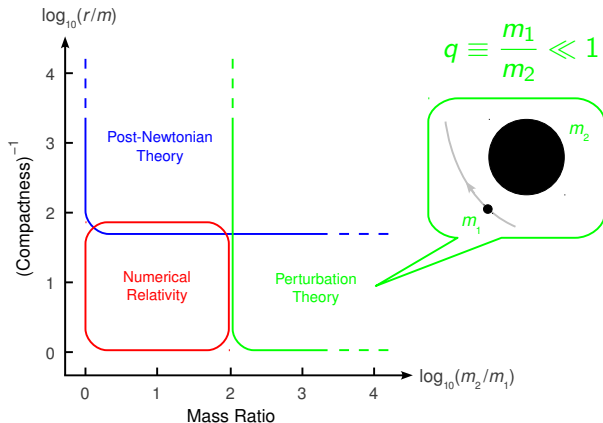 log₁₀(r/m)
q ≡ m₁/m₂ ≪ 1
4
3
2
1
0
(Compactness)⁻¹
Post-Newtonian
Theory
Numerical
Relativity
Perturbation
Theory
m₂
m₁
0 1 2 3 4
log₁₀(m₂/m₁)
Mass Ratio